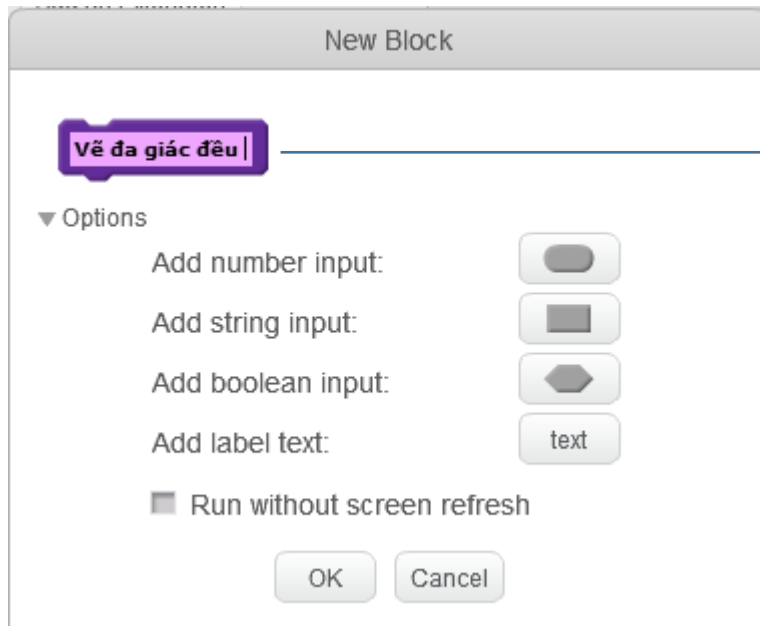 New Block
Vẽ đa giác đều
Options
Add number input:
Add string input:
Add boolean input:
Add label text: text
Run without screen refresh
OK Cancel